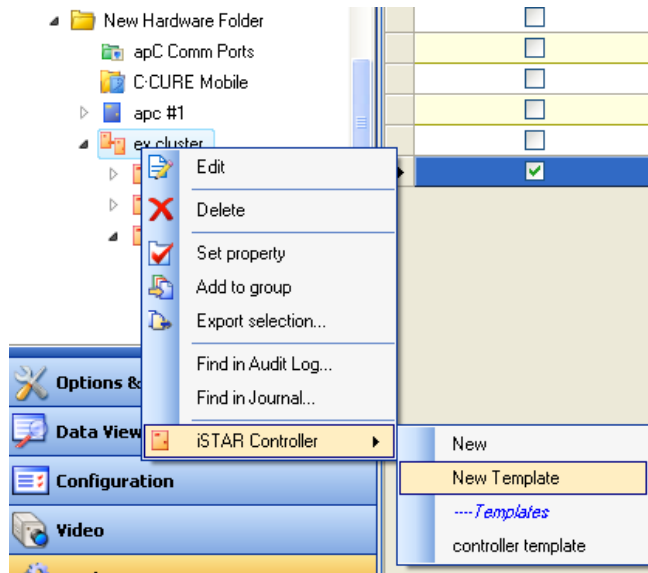 New Hardware Folder
apC Comm Ports
C·CURE Mobile
apc #1
ex cluster
Edit
Delete
Set property
Add to group
Export selection...
Find in Audit Log...
Find in Journal...
iSTAR Controller
New
New Template
----Templates
controller template
Options &
Data View
Configuration
Video